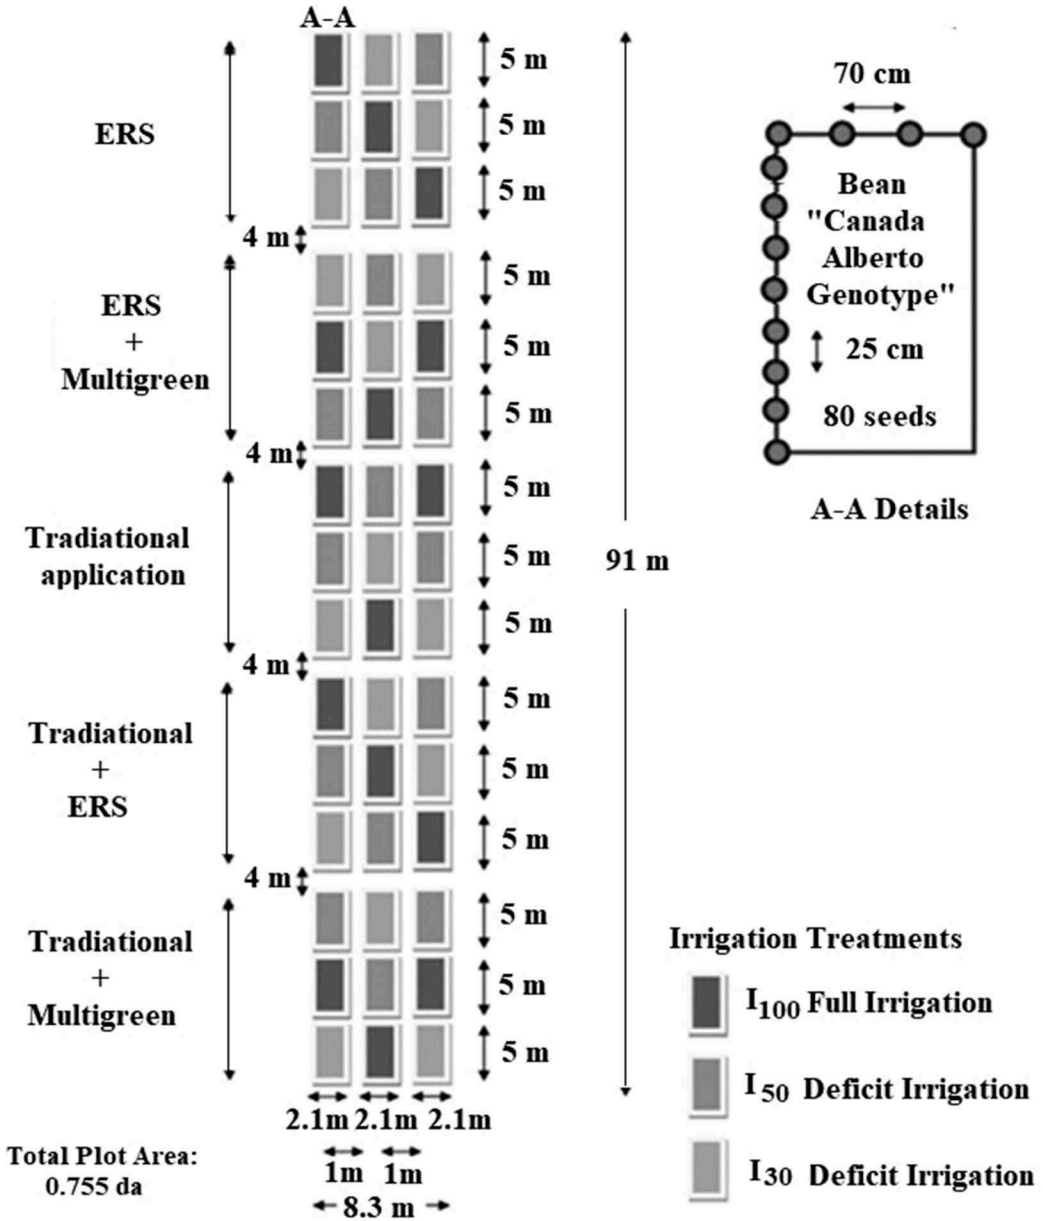 A-A
ERS
5 m
5 m
5 m
4 m
ERS
+
Multigreen
5 m
5 m
5 m
4 m
Tradiational
application
5 m
5 m
5 m
4 m
Tradiational
+
ERS
5 m
5 m
5 m
4 m
Tradiational
+
Multigreen
5 m
5 m
5 m
2.1m 2.1m 2.1m
1m 1m
8.3 m
Total Plot Area:
0.755 da
91 m
70 cm
Bean
"Canada
Alberto
Genotype"
25 cm
80 seeds
A-A Details
Irrigation Treatments
I100 Full Irrigation
I50 Deficit Irrigation
I30 Deficit Irrigation